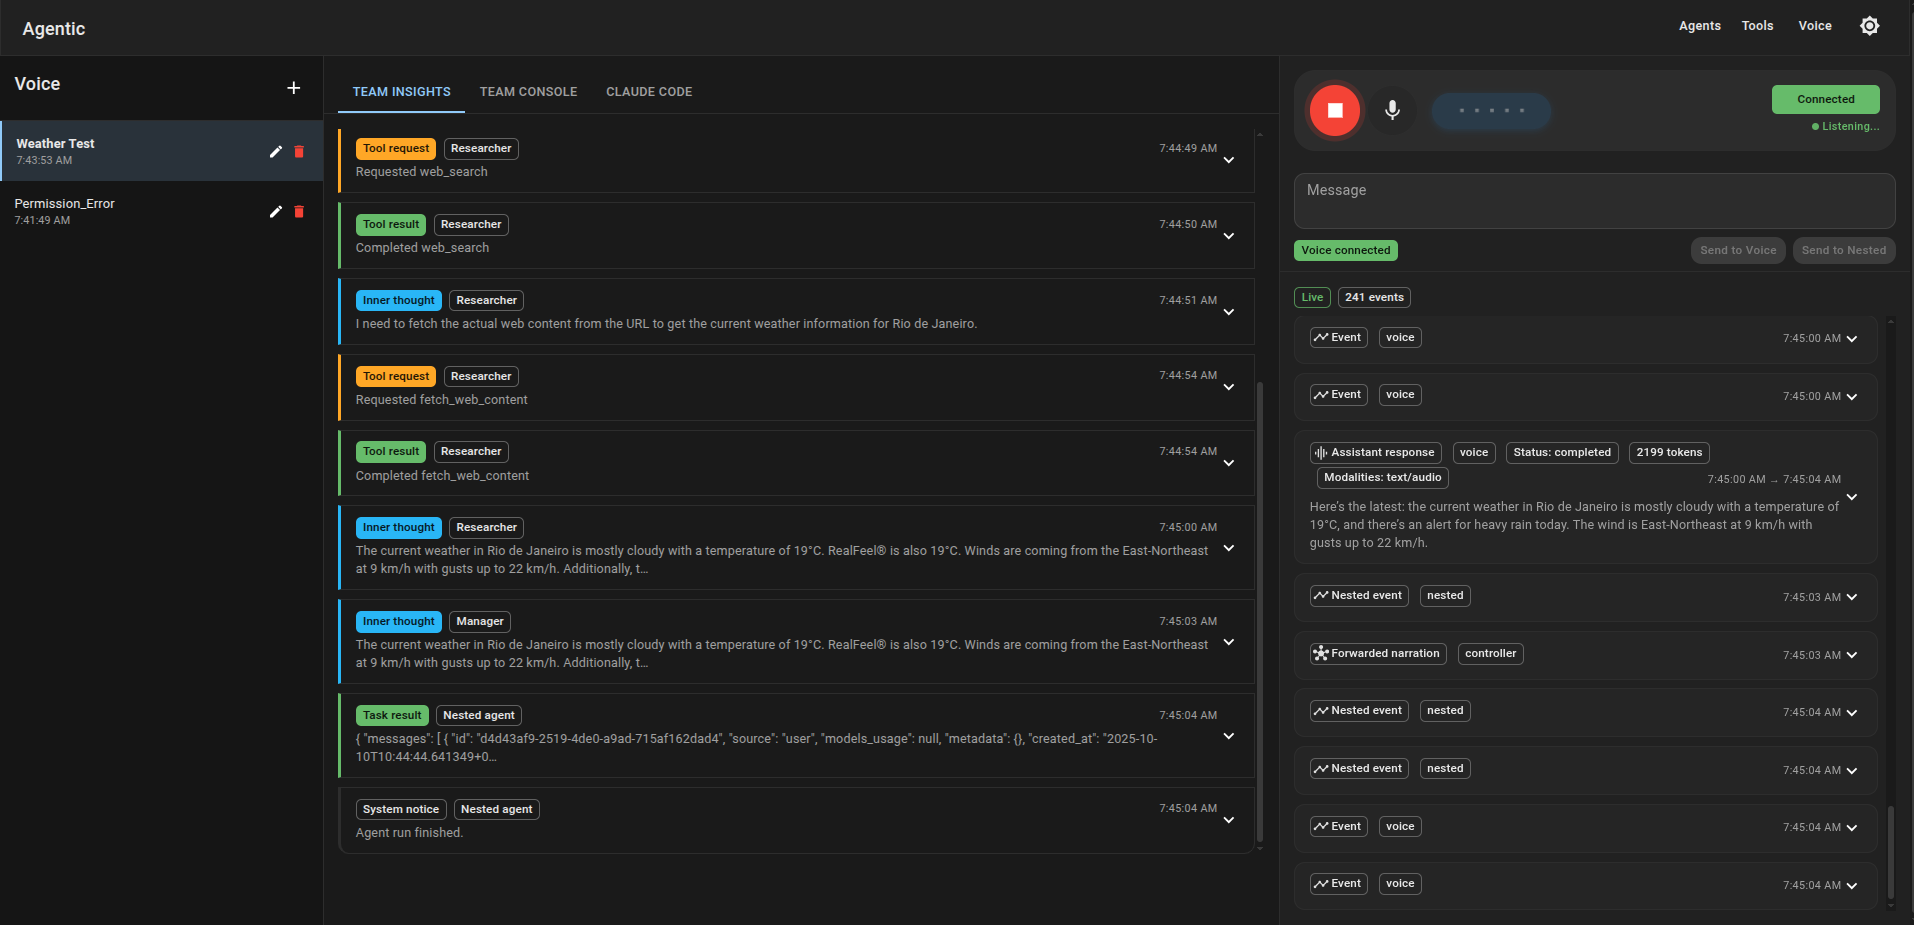 Agentic
Agents
Tools
Voice
Voice
Weather Test
7:43:53 AM
Permission_Error
7:41:49 AM
TEAM INSIGHTS
TEAM CONSOLE
CLAUDE CODE
Tool request
Researcher
7:44:49 AM
Requested web_search
Tool result
Researcher
7:44:50 AM
Completed web_search
Inner thought
Researcher
7:44:51 AM
I need to fetch the actual web content from the URL to get the current weather information for Rio de Janeiro.
Tool request
Researcher
7:44:54 AM
Requested fetch_web_content
Tool result
Researcher
7:44:54 AM
Completed fetch_web_content
Inner thought
Researcher
7:45:00 AM
The current weather in Rio de Janeiro is mostly cloudy with a temperature of 19°C. RealFeel® is also 19°C. Winds are coming from the East-Northeast
at 9 km/h with gusts up to 22 km/h. Additionally, t...
Inner thought
Manager
7:45:03 AM
The current weather in Rio de Janeiro is mostly cloudy with a temperature of 19°C. RealFeel® is also 19°C. Winds are coming from the East-Northeast
at 9 km/h with gusts up to 22 km/h. Additionally, t...
Task result
Nested agent
7:45:04 AM
{ "messages": [ { "id": "d4d43af9-2519-4de0-a9ad-715af162dad4", "source": "user", "models_usage": null, "metadata": {}, "created_at": "2025-10-
10T10:44:44.641349+0...
System notice
Nested agent
7:45:04 AM
Agent run finished.
Connected
Listening...
Message
Voice connected
Send to Voice
Send to Nested
Live
241 events
Event
voice
7:45:00 AM
Event
voice
7:45:00 AM
Assistant response
voice
Status: completed
2199 tokens
Modalities: text/audio
7:45:00 AM → 7:45:04 AM
Here's the latest: the current weather in Rio de Janeiro is mostly cloudy with a temperature of
19°C, and there's an alert for heavy rain today. The wind is East-Northeast at 9 km/h with
gusts up to 22 km/h.
Nested event
nested
7:45:03 AM
Forwarded narration
controller
7:45:03 AM
Nested event
nested
7:45:04 AM
Nested event
nested
7:45:04 AM
Event
voice
7:45:04 AM
Event
voice
7:45:04 AM